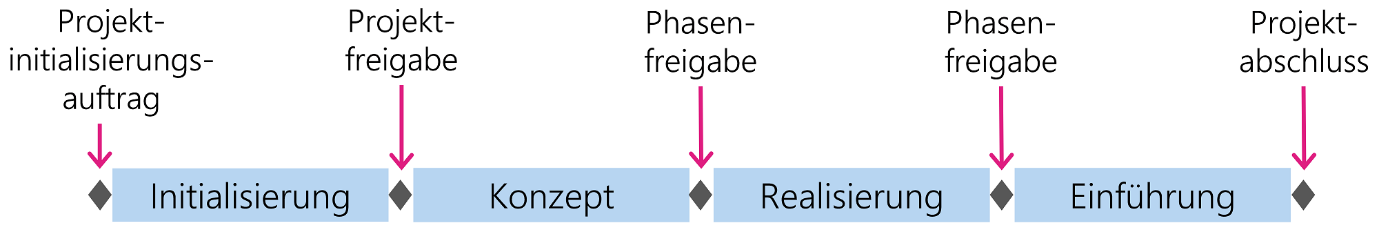 Projekt-
initialisierungs-
auftrag
Projekt-
freigabe
Phasen-
freigabe
Phasen-
freigabe
Projekt-
abschluss
Initialisierung
Konzept
Realisierung
Einführung